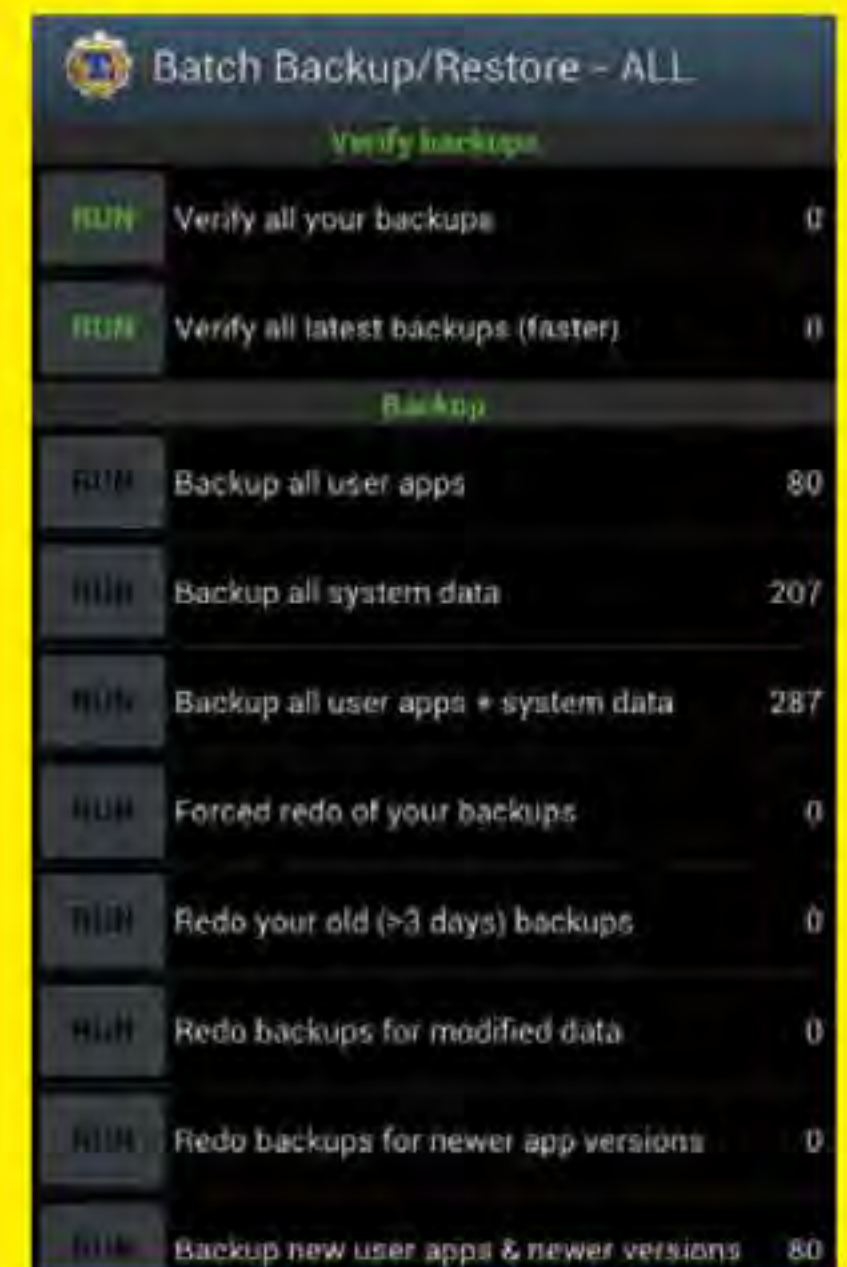 Batch Backup/Restore - ALL
Verify backups
RUN Verify all your backups 0
RUN Verify all latest backups (faster) 0
Backup
RUN Backup all user apps 80
RUN Backup all system data 207
RUN Backup all user apps + system data 287
RUN Forced redo of your backups 0
RUN Redo your old (>3 days) backups 0
RUN Redo backups for modified data 0
RUN Redo backups for newer app versions 0
RUN Backup new user apps & newer versions 80